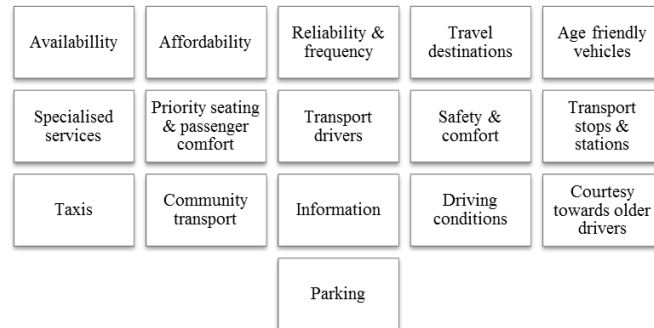 Availabillity
Affordability
Reliability &
frequency
Travel
destinations
Age friendly
vehicles
Specialised
services
Priority seating
& passenger
comfort
Transport
drivers
Safety &
comfort
Transport
stops &
stations
Taxis
Community
transport
Information
Driving
conditions
Courtesy
towards older
drivers
Parking